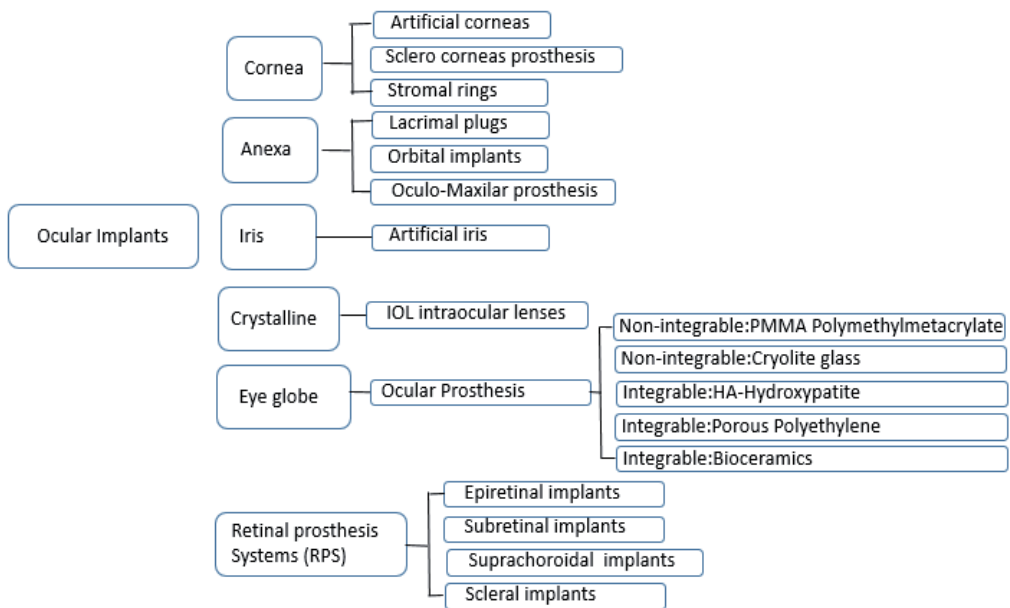 Ocular Implants
Cornea
Artificial corneas
Sclero corneas prosthesis
Stromal rings
Anexa
Lacrimal plugs
Orbital implants
Oculo-Maxilar prosthesis
Iris
Artificial iris
Crystalline
IOL intraocular lenses
Eye globe
Ocular Prosthesis
Non-integrable:PMMA Polymethylmetacrylate
Non-integrable:Cryolite glass
Integrable:HA-Hydroxypatite
Integrable:Porous Polyethylene
Integrable:Bioceramics
Retinal prosthesis
Systems (RPS)
Epiretinal implants
Subretinal implants
Suprachoroidal  implants
Scleral implants